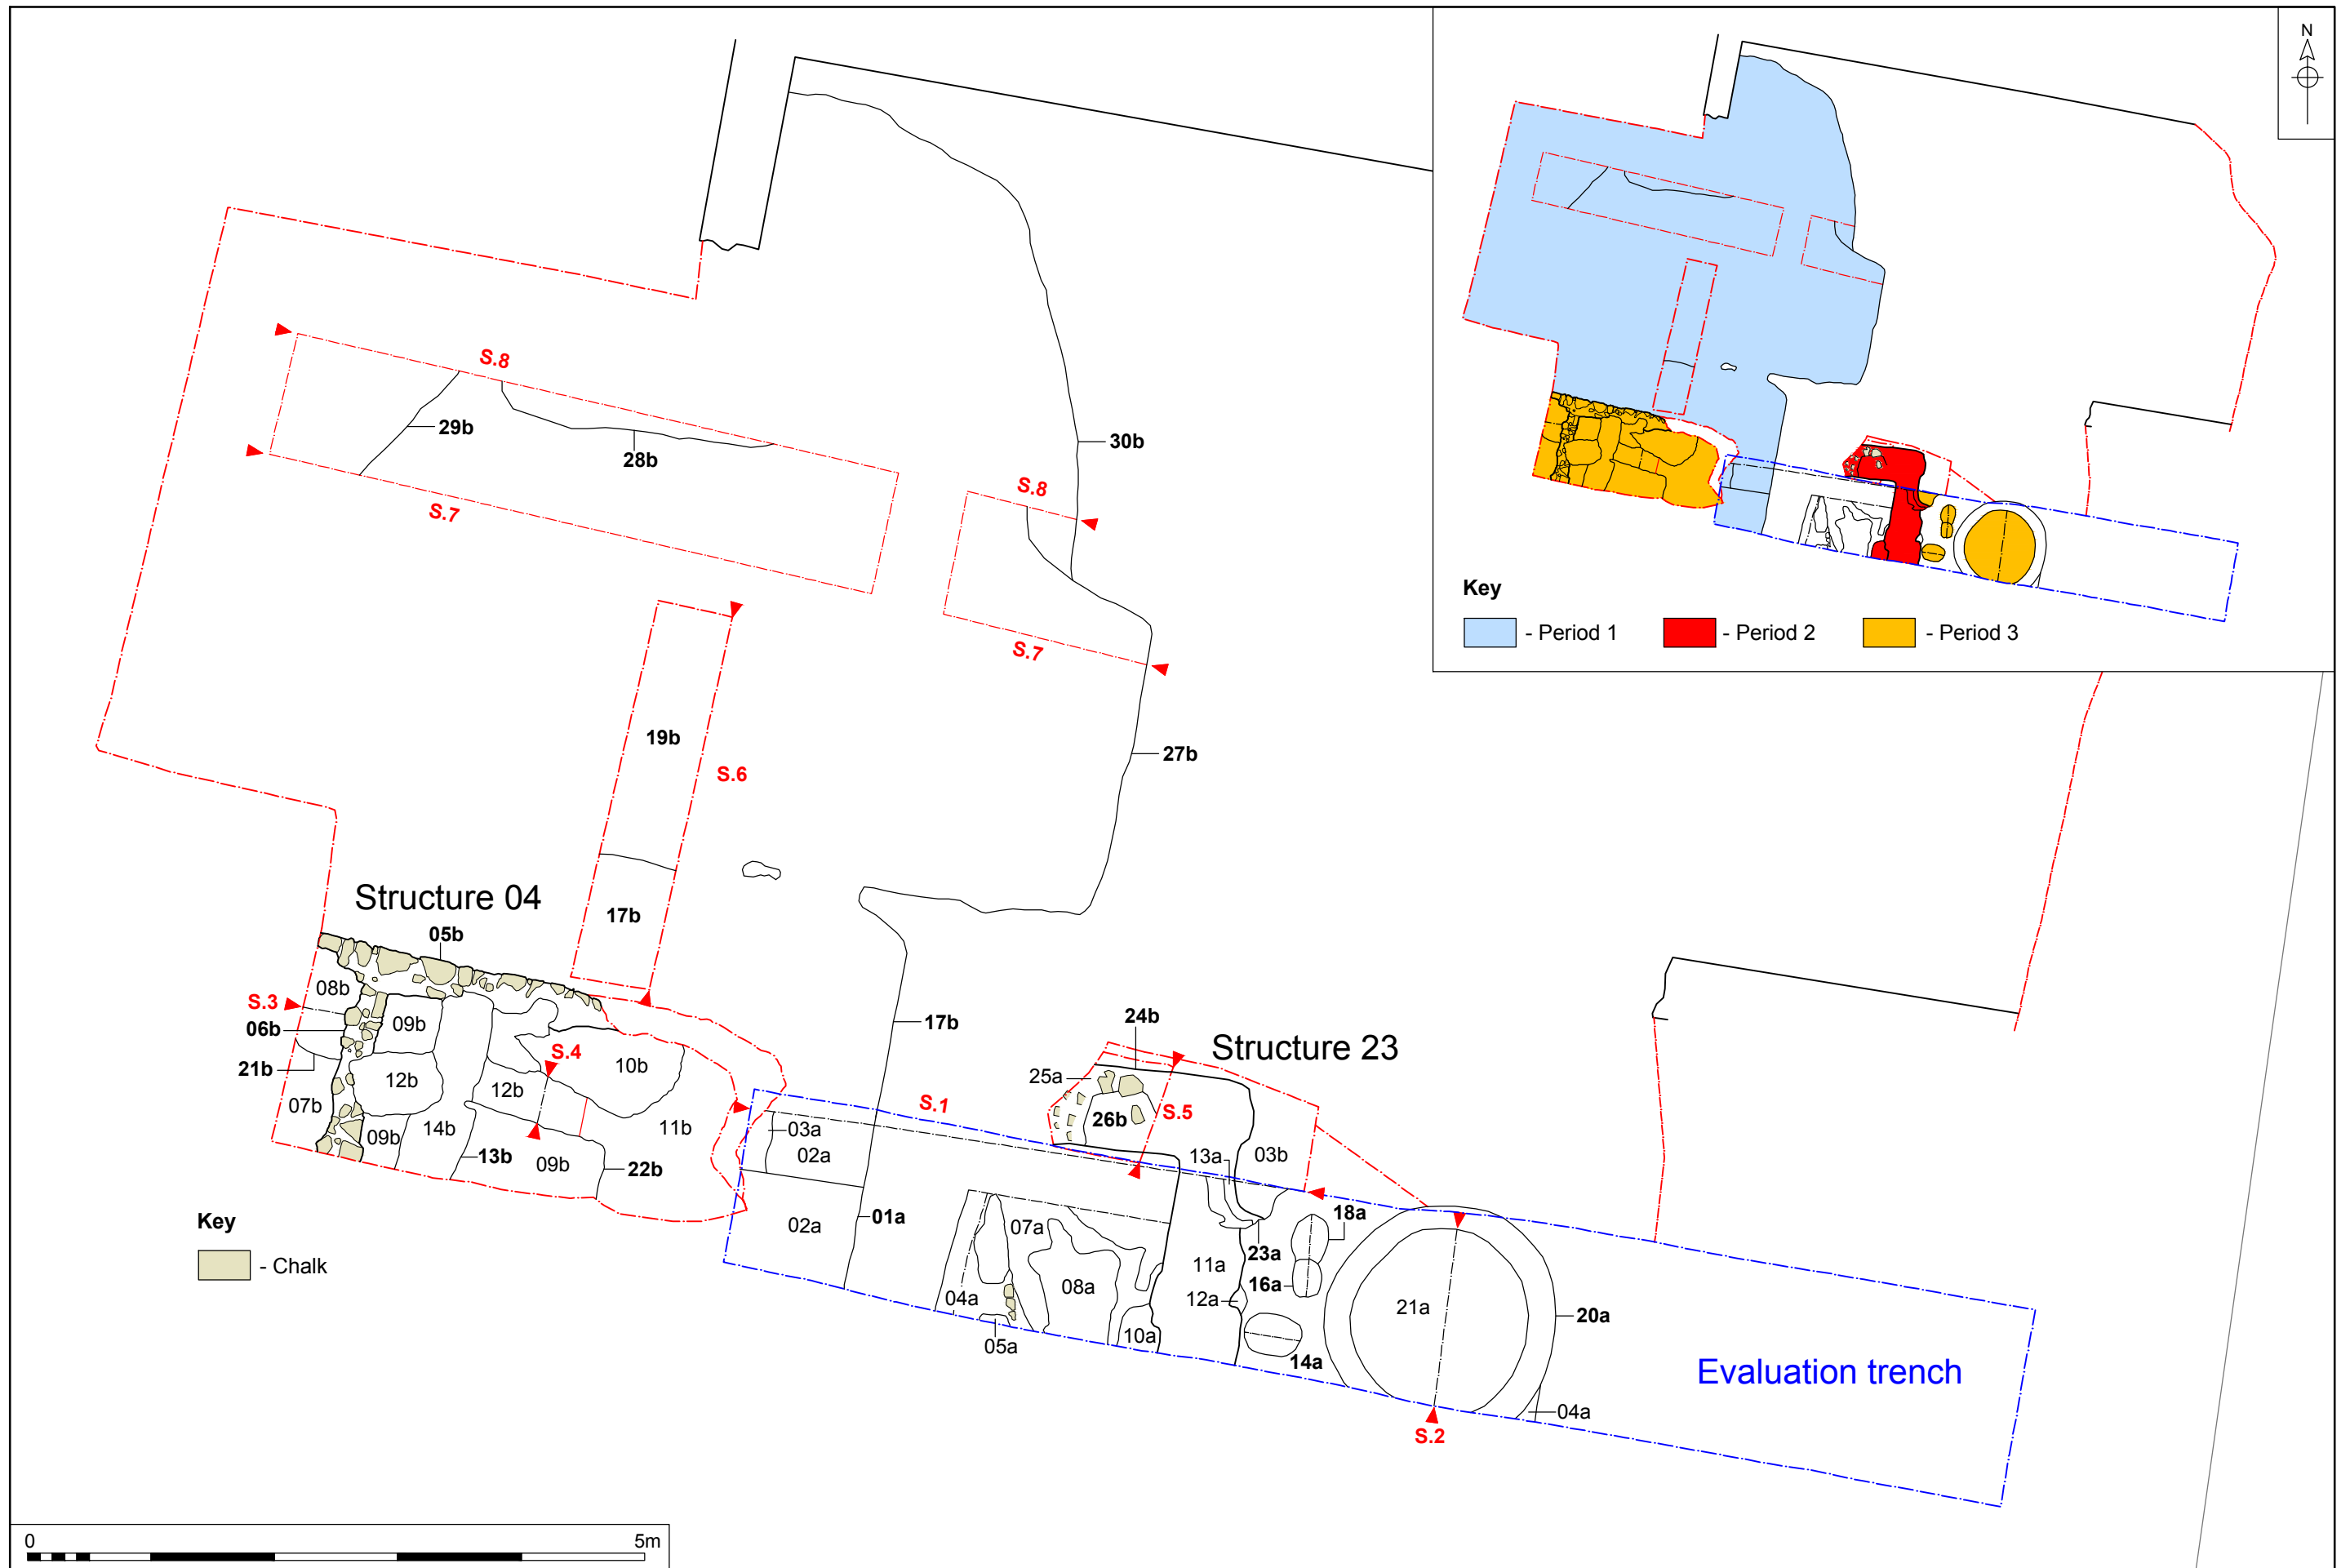 N
Key
- Period 1
- Period 2
- Period 3
S.8
29b
28b
30b
S.7
S.8
S.7
19b
S.6
27b
17b
Structure 04
05b
08b
S.3
06b
09b
S.4
10b
21b
12b
12b
07b
11b
09b
14b
13b
09b
22b
17b
24b
Structure 23
25a
S.1
26b
S.5
03a
02a
13a
03b
02a
01a
07a
18a
23a
11a
16a
08a
04a
12a
21a
20a
10a
05a
14a
Evaluation trench
04a
S.2
Key
- Chalk
0
5m